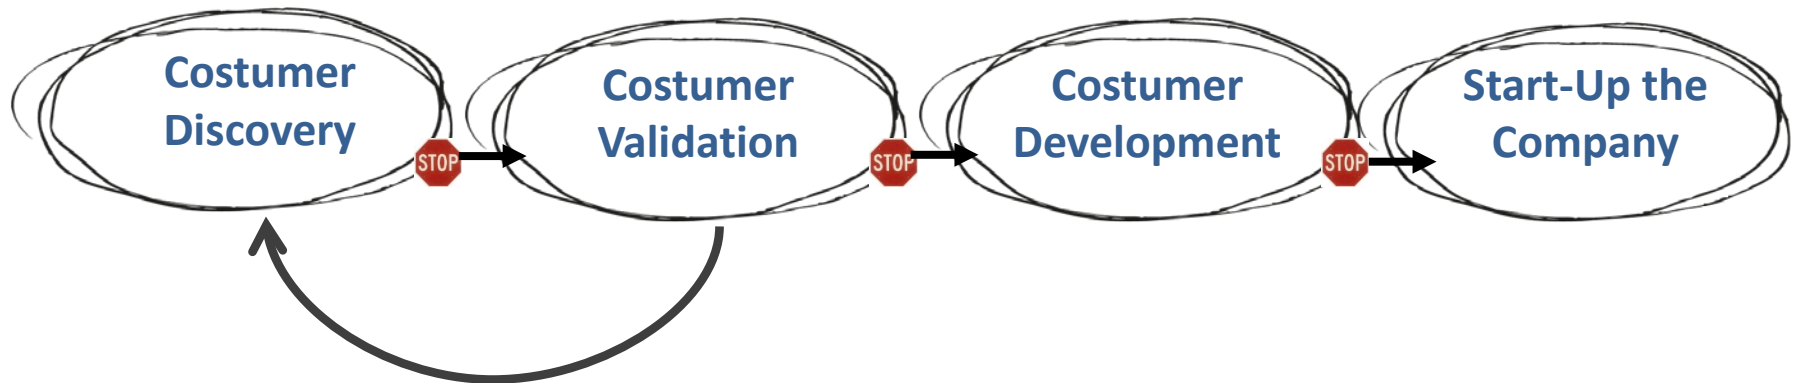 Costumer
Discovery
STOP
Costumer
Validation
STOP
Costumer
Development
STOP
Start-Up the
Company